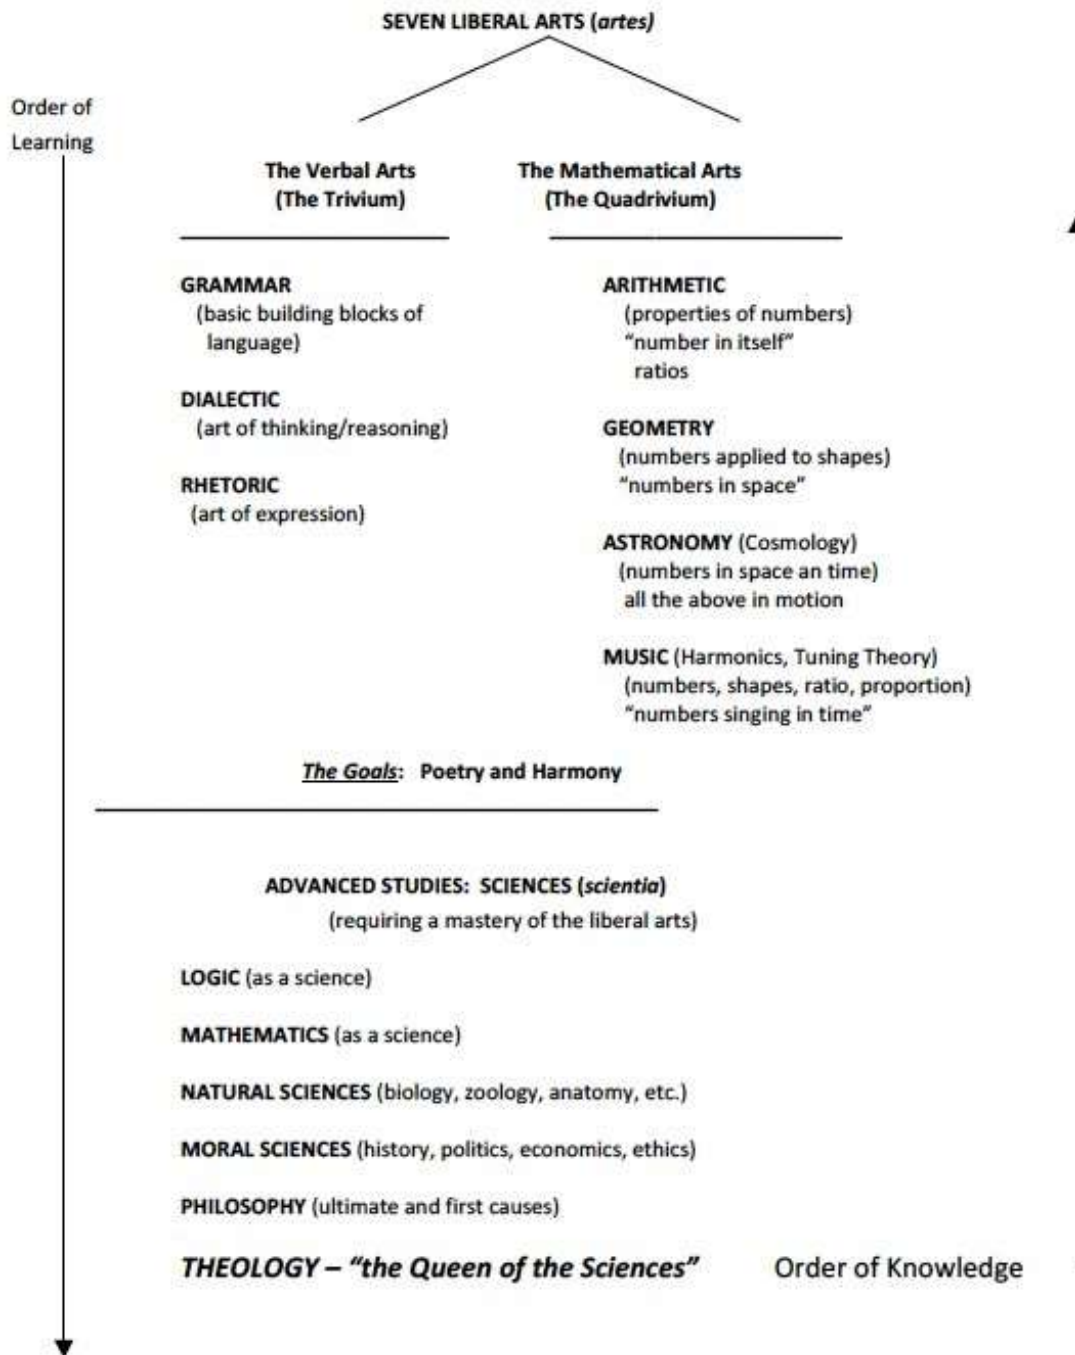 SEVEN LIBERAL ARTS (artes)
Order of
Learning
The Verbal Arts
(The Trivium)
The Mathematical Arts
(The Quadrivium)
GRAMMAR
(basic building blocks of
language)
DIALECTIC
(art of thinking/reasoning)
RHETORIC
(art of expression)
ARITHMETIC
(properties of numbers)
“number in itself”
ratios
GEOMETRY
(numbers applied to shapes)
“numbers in space”
ASTRONOMY (Cosmology)
(numbers in space an time)
all the above in motion
MUSIC (Harmonics, Tuning Theory)
(numbers, shapes, ratio, proportion)
“numbers singing in time”
The Goals: Poetry and Harmony
ADVANCED STUDIES: SCIENCES (scientia)
(requiring a mastery of the liberal arts)
LOGIC (as a science)
MATHEMATICS (as a science)
NATURAL SCIENCES (biology, zoology, anatomy, etc.)
MORAL SCIENCES (history, politics, economics, ethics)
PHILOSOPHY (ultimate and first causes)
THEOLOGY – “the Queen of the Sciences” Order of Knowledge